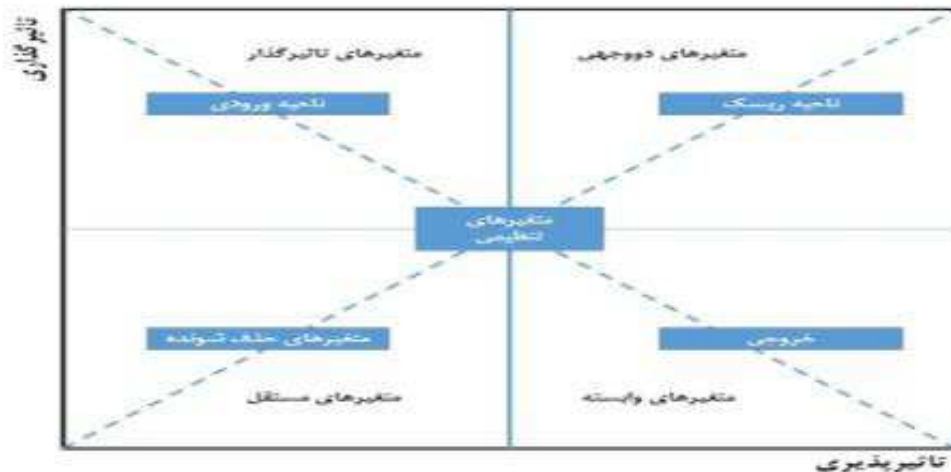 تاثیرگذاری
متغیرهای دووجهی
متغیرهای تاثیرگذار
ناحیه ریسک
ناحیه ورودی
متغیرهای
تنظیمی
خروجی
متغیرهای حذف شونده
متغیرهای وابسته
متغیرهای مستقل
تاثیرپذیری